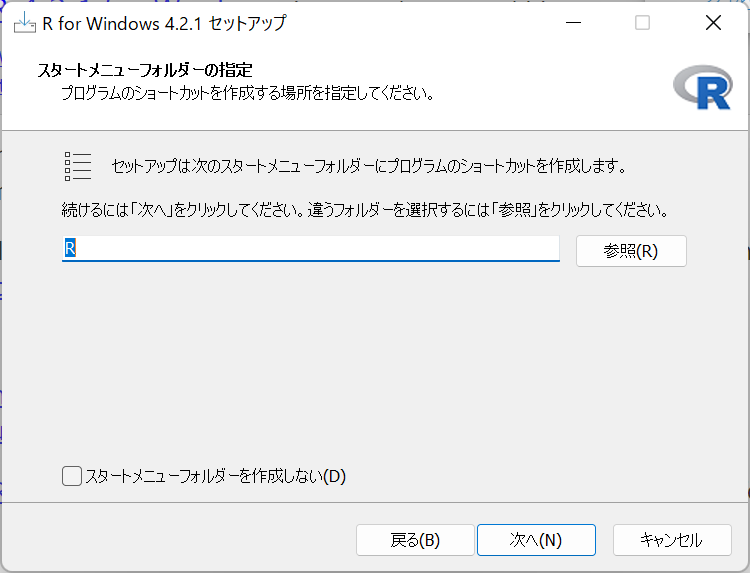 R for Windows 4.2.1 セットアップ
スタートメニューフォルダーの指定
プログラムのショートカットを作成する場所を指定してください。
R
セットアップは次のスタートメニューフォルダーにプログラムのショートカットを作成します。
続けるには「次へ」をクリックしてください。違うフォルダーを選択するには「参照」をクリックしてください。
R
参照(R)
スタートメニューフォルダーを作成しない(D)
戻る(B)
次へ(N)
キャンセル